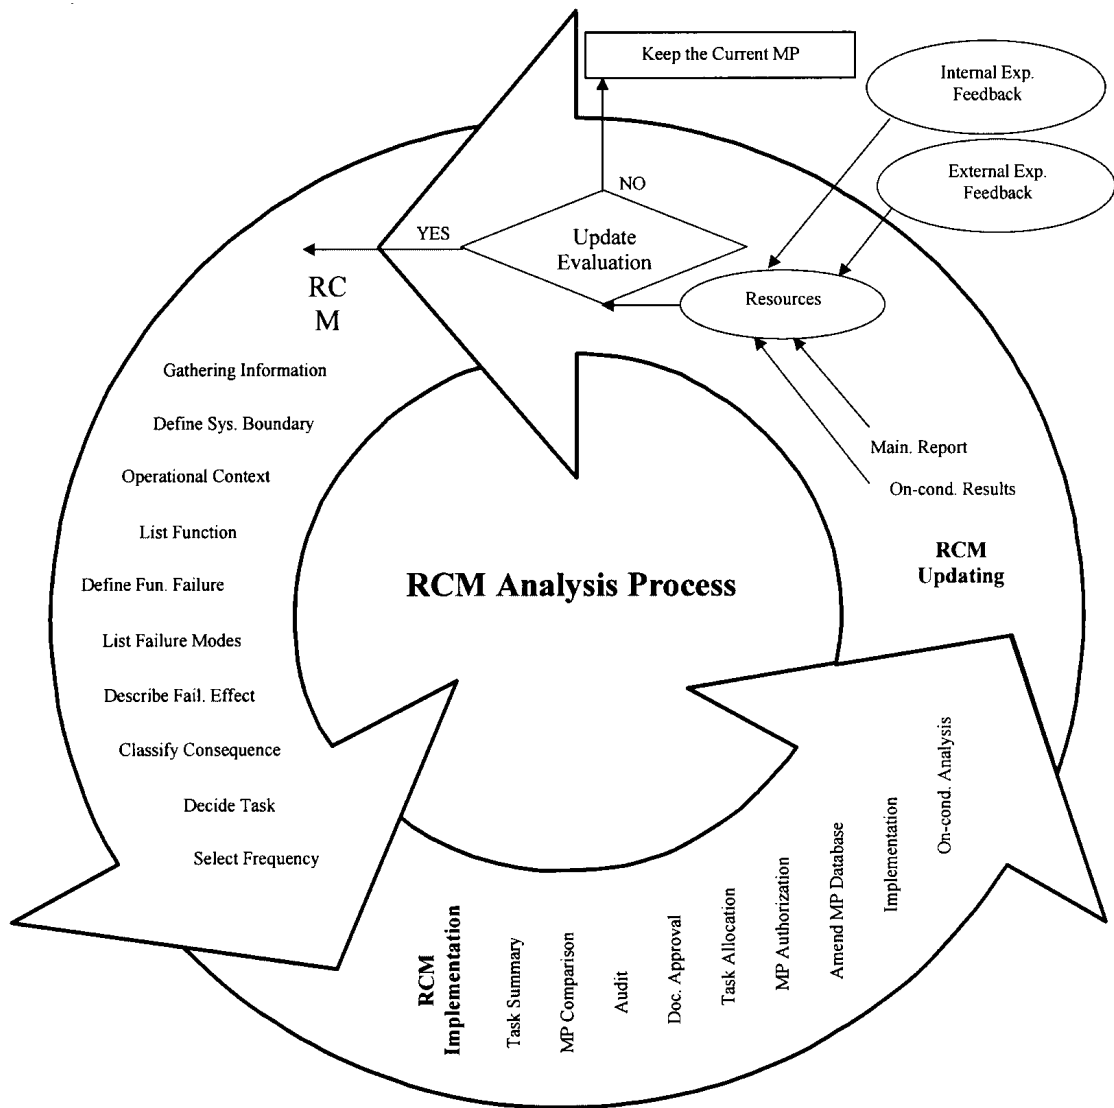 Keep the Current MP
Internal Exp.
Feedback
External Exp.
Feedback
NO
YES
Update
Evaluation
Resources
RC
M
Gathering Information
Define Sys. Boundary
Operational Context
List Function
Define Fun. Failure
List Failure Modes
Describe Fail. Effect
Classify Consequence
Decide Task
Select Frequency
Main. Report
On-cond. Results
RCM
Updating
RCM Analysis Process
RCM
Implementation
Task Summary
MP Comparison
Audit
Doc. Approval
Task Allocation
MP Authorization
Amend MP Database
Implementation
On-cond. Analysis